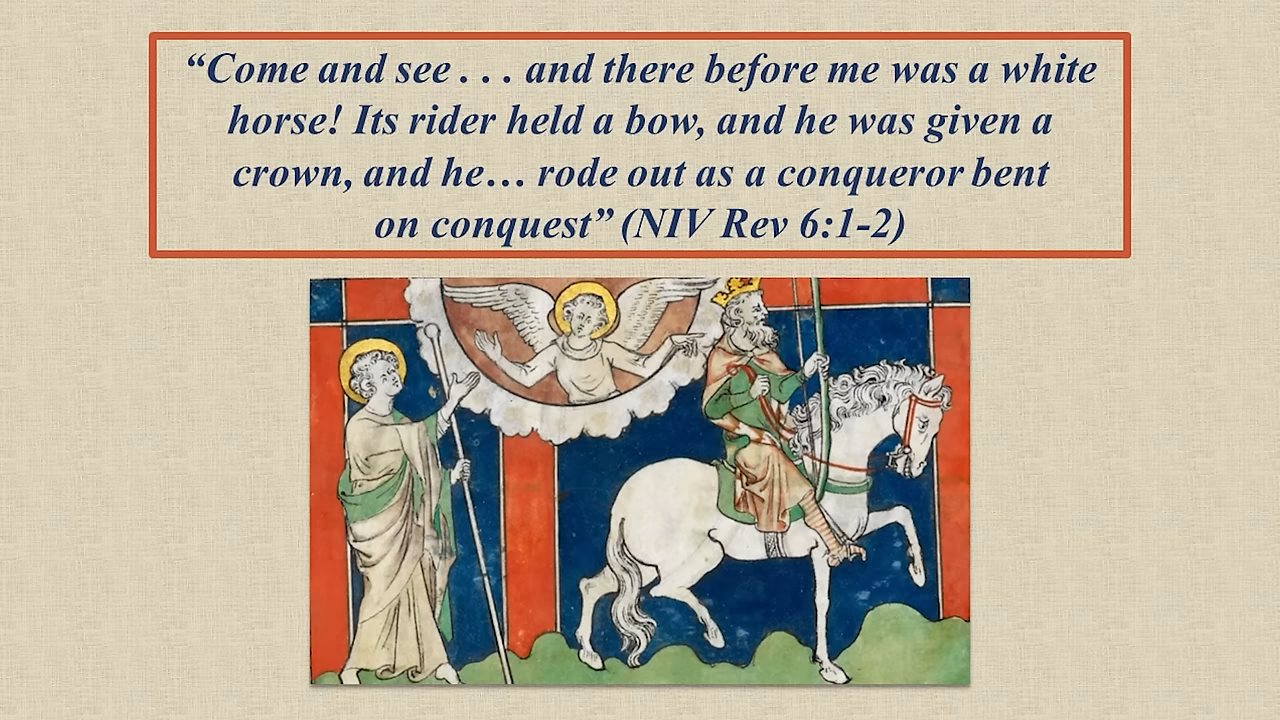 “Come and see . . . and there before me was a white
horse! Its rider held a bow, and he was given a
crown, and he… rode out as a conqueror bent
on conquest” (NIV Rev 6:1-2)